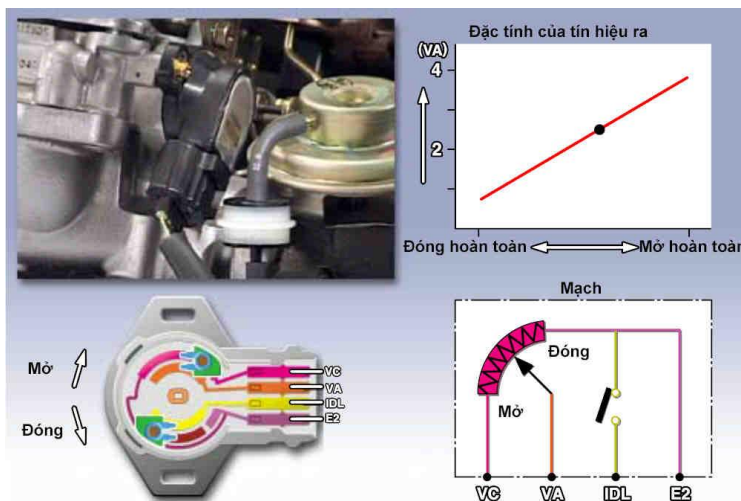 Đặc tính của tín hiệu ra
(VA)
4
2
Đóng hoàn toàn
Mở hoàn toàn
Mở
Đóng
VC
VA
IDL
E2
Mạch
Đóng
Mở
VC
VA
IDL
E2